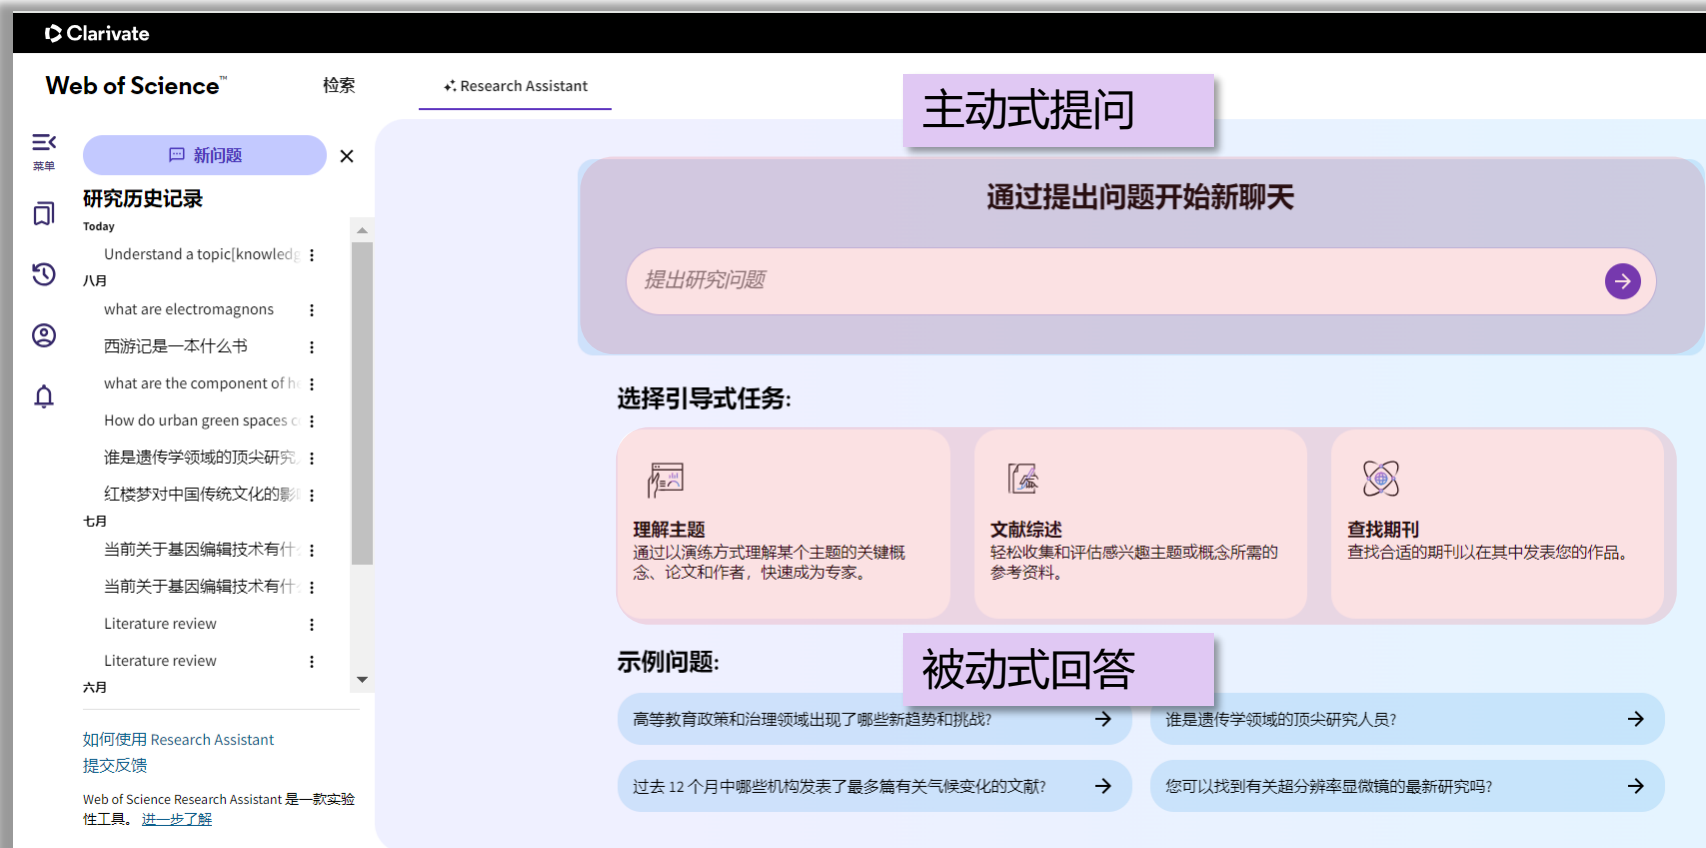 Clarivate
Web of Science™
检索
Research Assistant
主动式提问
菜单
新问题
研究历史记录
Today
Understand a topic[knowledg
八月
what are electromagnons
西游记是一本什么书
what are the component of he
How do urban green spaces co
谁是遗传学领域的顶尖研究
红楼梦对中国传统文化的影
七月
当前关于基因编辑技术有什
当前关于基因编辑技术有什
Literature review
Literature review
六月
如何使用 Research Assistant
提交反馈
Web of Science Research Assistant 是一款实验
性工具。 进一步了解
通过提出问题开始新聊天
提出研究问题
选择引导式任务:
理解主题
通过以演练方式理解某个主题的关键概
念、论文和作者，快速成为专家。
文献综述
轻松收集和评估感兴趣主题或概念所需的
参考资料。
查找期刊
查找合适的期刊以在其中发表您的作品。
示例问题:
被动式回答
高等教育政策和治理领域出现了哪些新趋势和挑战?
谁是遗传学领域的顶尖研究人员?
过去 12 个月中哪些机构发表了最多篇有关气候变化的文献?
您可以找到有关超分辨率显微镜的最新研究吗?